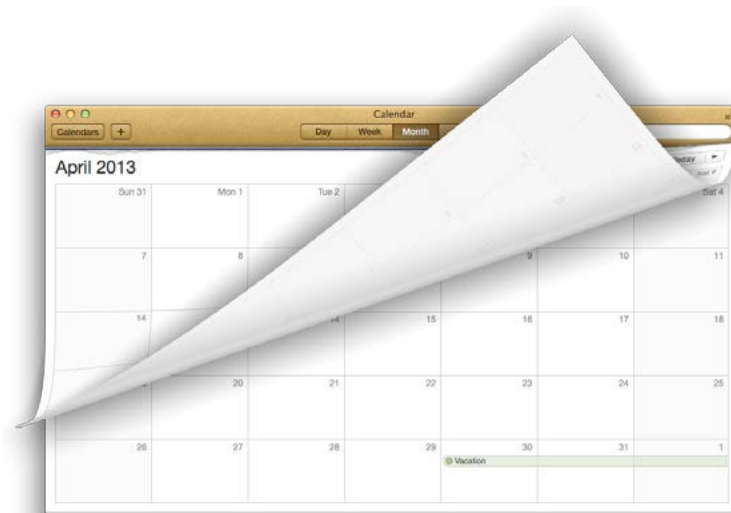 Calendar
Calendars + Day Week Month
April 2013
Sun 31 Mon 1 Tue 2 Sat 4
7 8 9 10 11
14 14 15 16 17 18
20 21 22 23 24 25
26 27 28 29 30 31 1
Vacation